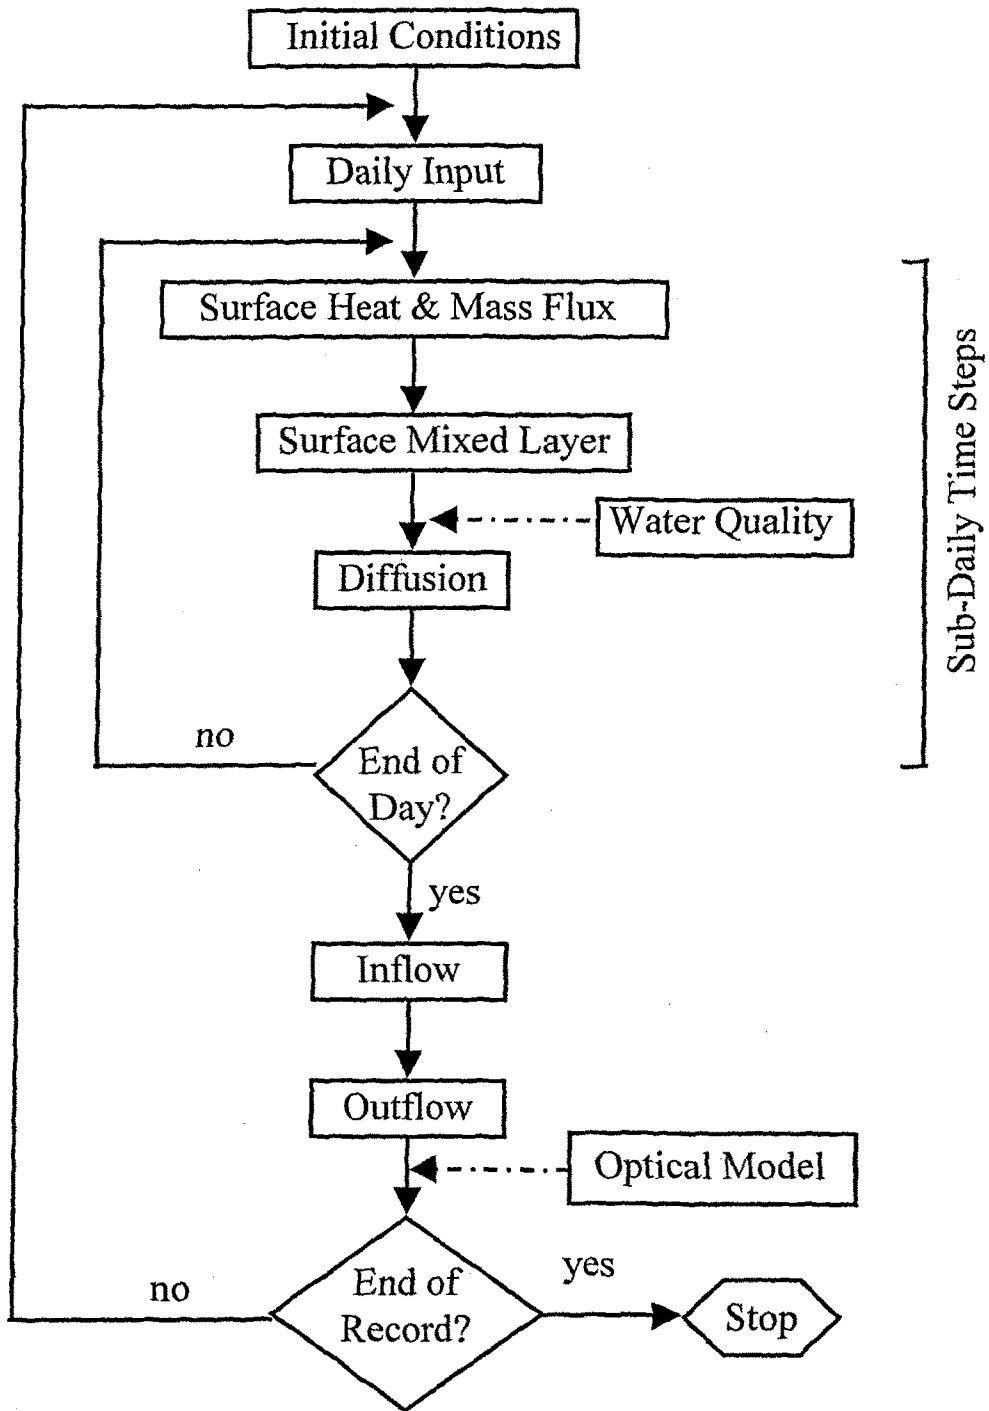 Initial Conditions
Daily Input
Surface Heat & Mass Flux
Surface Mixed Layer
Water Quality
Diffusion
Sub-Daily Time Steps
no
End of
Day?
yes
Inflow
Outflow
Optical Model
no
End of
Record?
yes
Stop